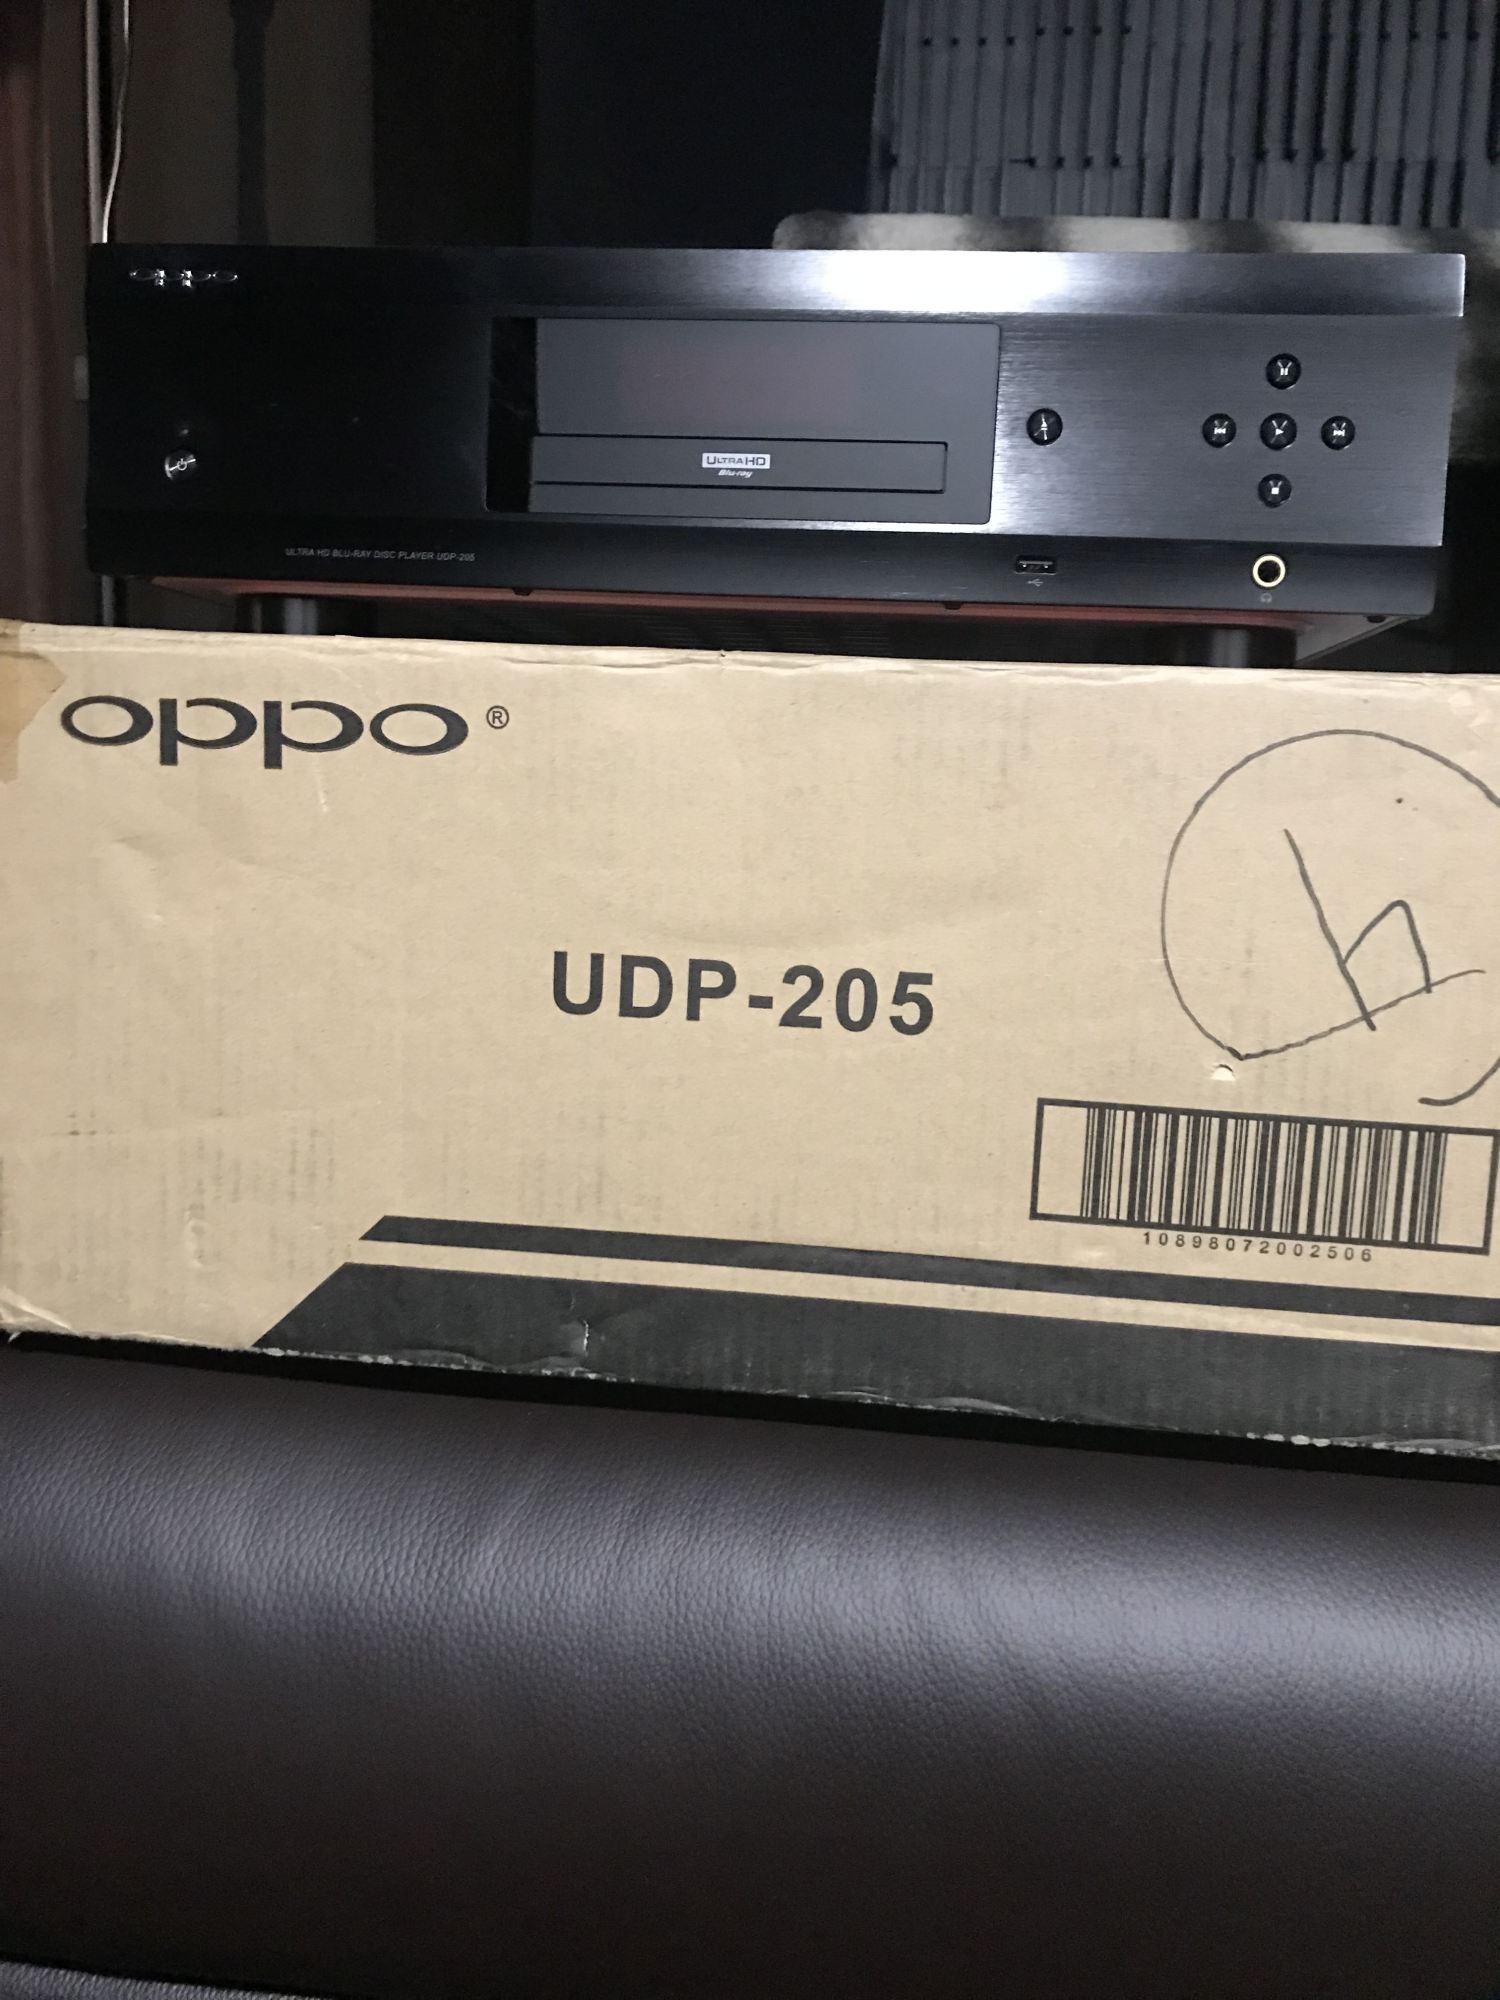 oppo
ULTRA HD
Blu-ray
ULTRA HD BLU-RAY DISC PLAYER UDP-205
oppo®
UDP-205
10898072002506